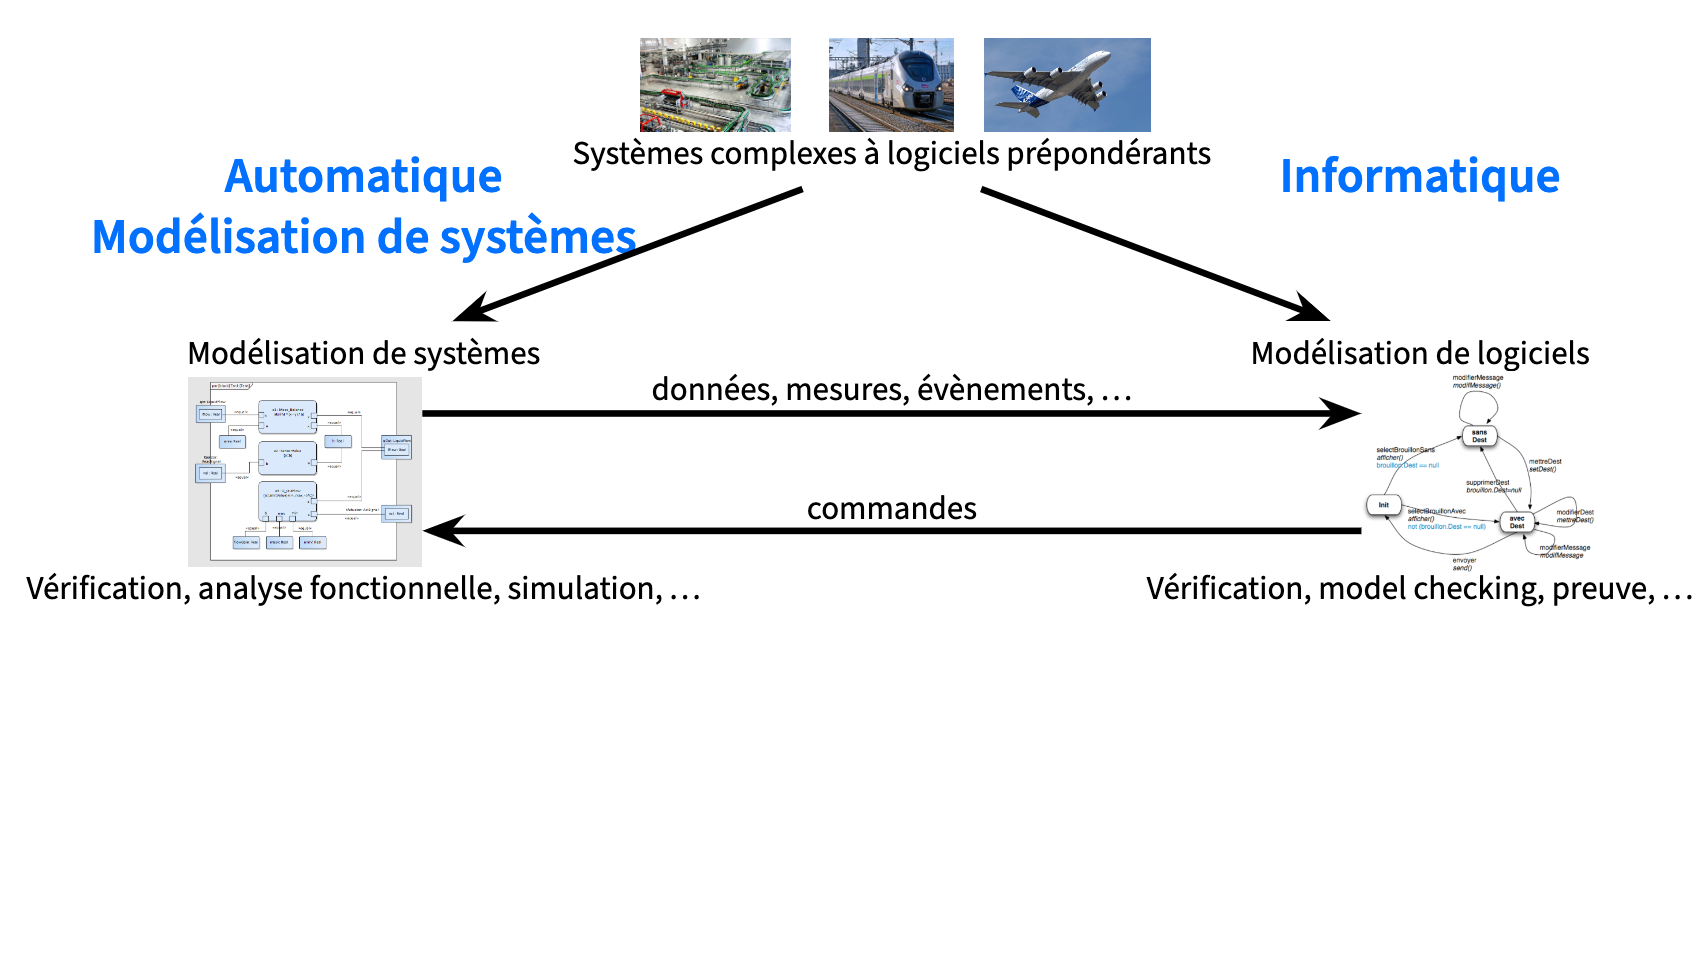 Systèmes complexes à logiciels prépondérants
Automatique
Modélisation de systèmes
Informatique
Modélisation de systèmes
Modélisation de logiciels
données, mesures, évènements, …
commandes
modifierMessage
modifMessage()
sans
Dest
selectBrouillonSans
afficher()
brouillon.Dest == null
mettreDest
setDest()
supprimerDest
brouillon.Dest=null
Init
selectBrouillonAvec
afficher()
not (brouillon.Dest == null)
avec
Dest
modifierDest
mettreDest()
modifierMessage
modifMessage
envoyer
send()
Vérification, analyse fonctionnelle, simulation, …
Vérification, model checking, preuve, …